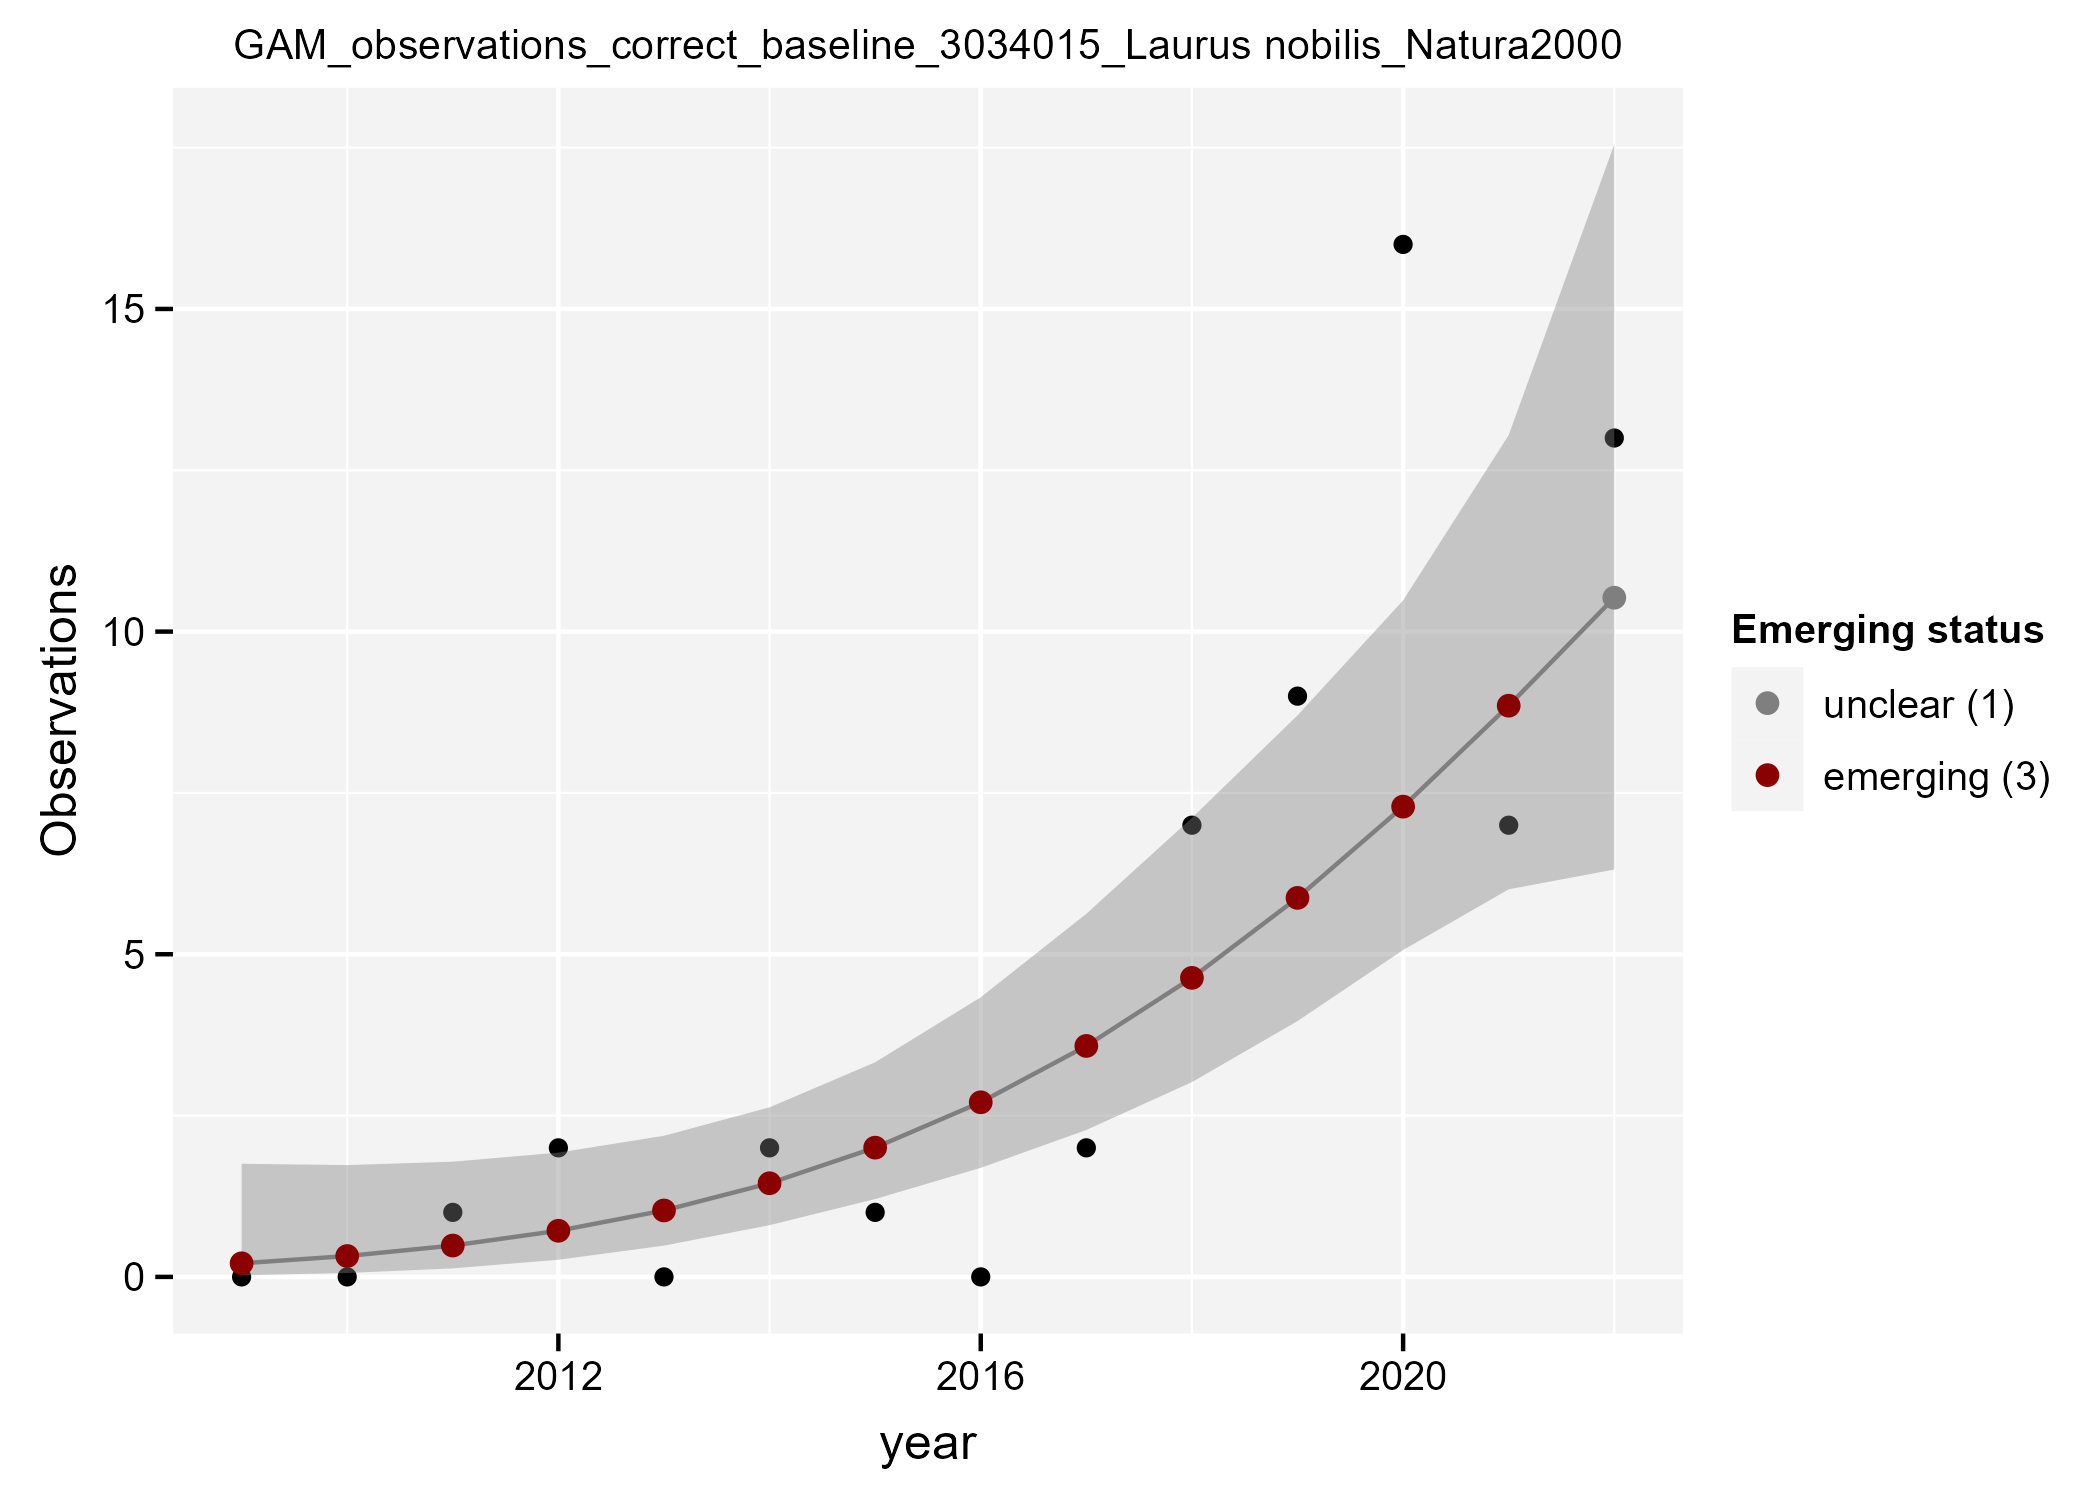 GAM_observations_correct_baseline_3034015_Laurus nobilis_Natura2000
Observations
15
10
5
0
2012
2016
2020
year
Emerging status
unclear (1)
emerging (3)